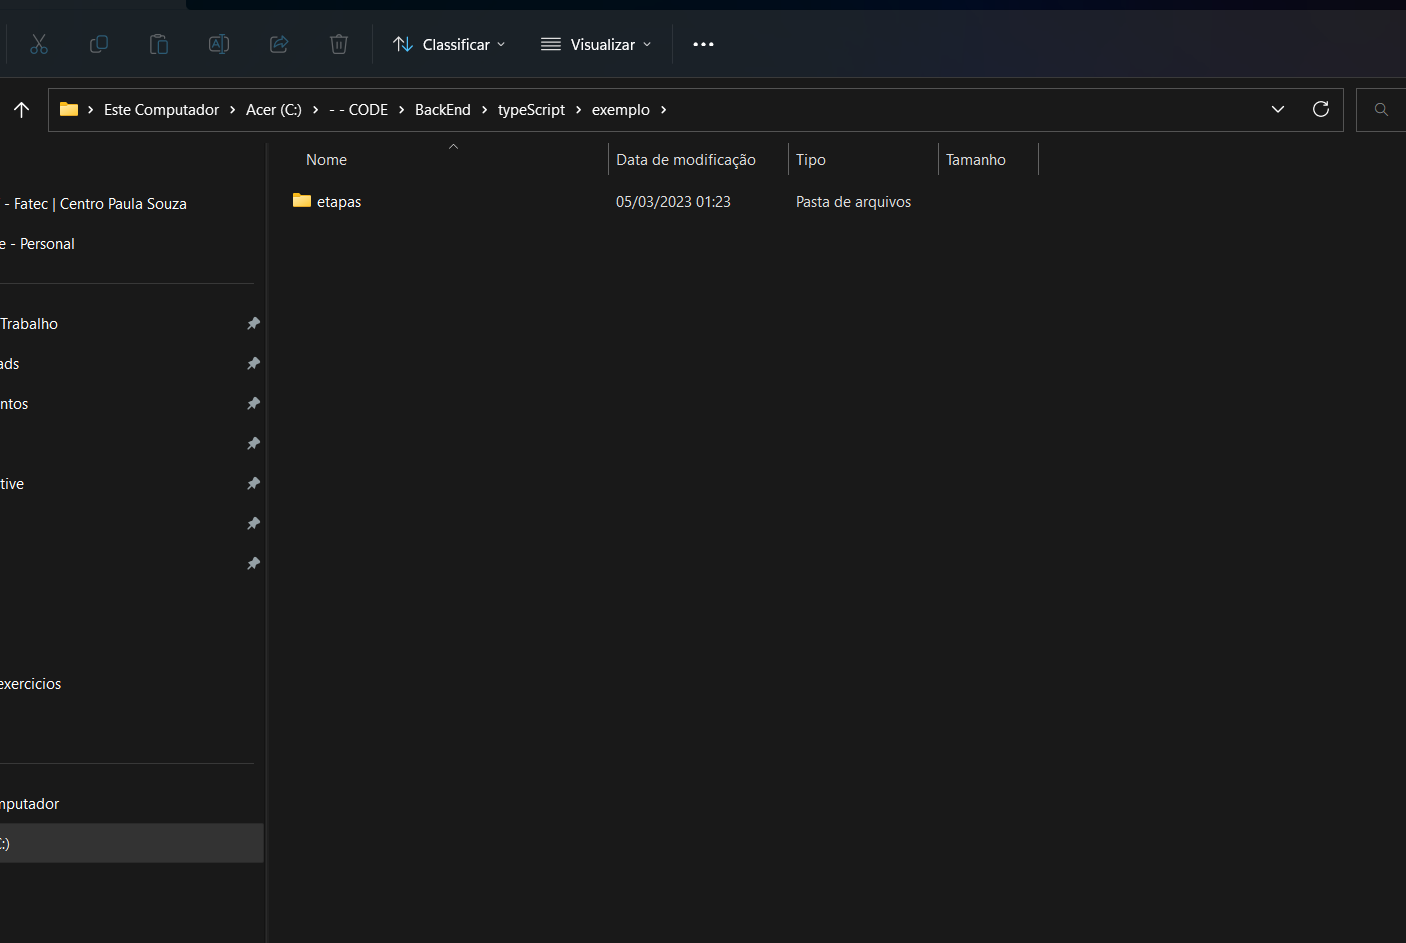 Classificar Visualizar
Este Computador Acer (C:) - - CODE BackEnd typeScript exemplo
Nome Data de modificação Tipo Tamanho
etapas 05/03/2023 01:23 Pasta de arquivos
- Fatec | Centro Paula Souza
e - Personal
Trabalho
ads
ntos
tive
exercicios
mputador
C:)